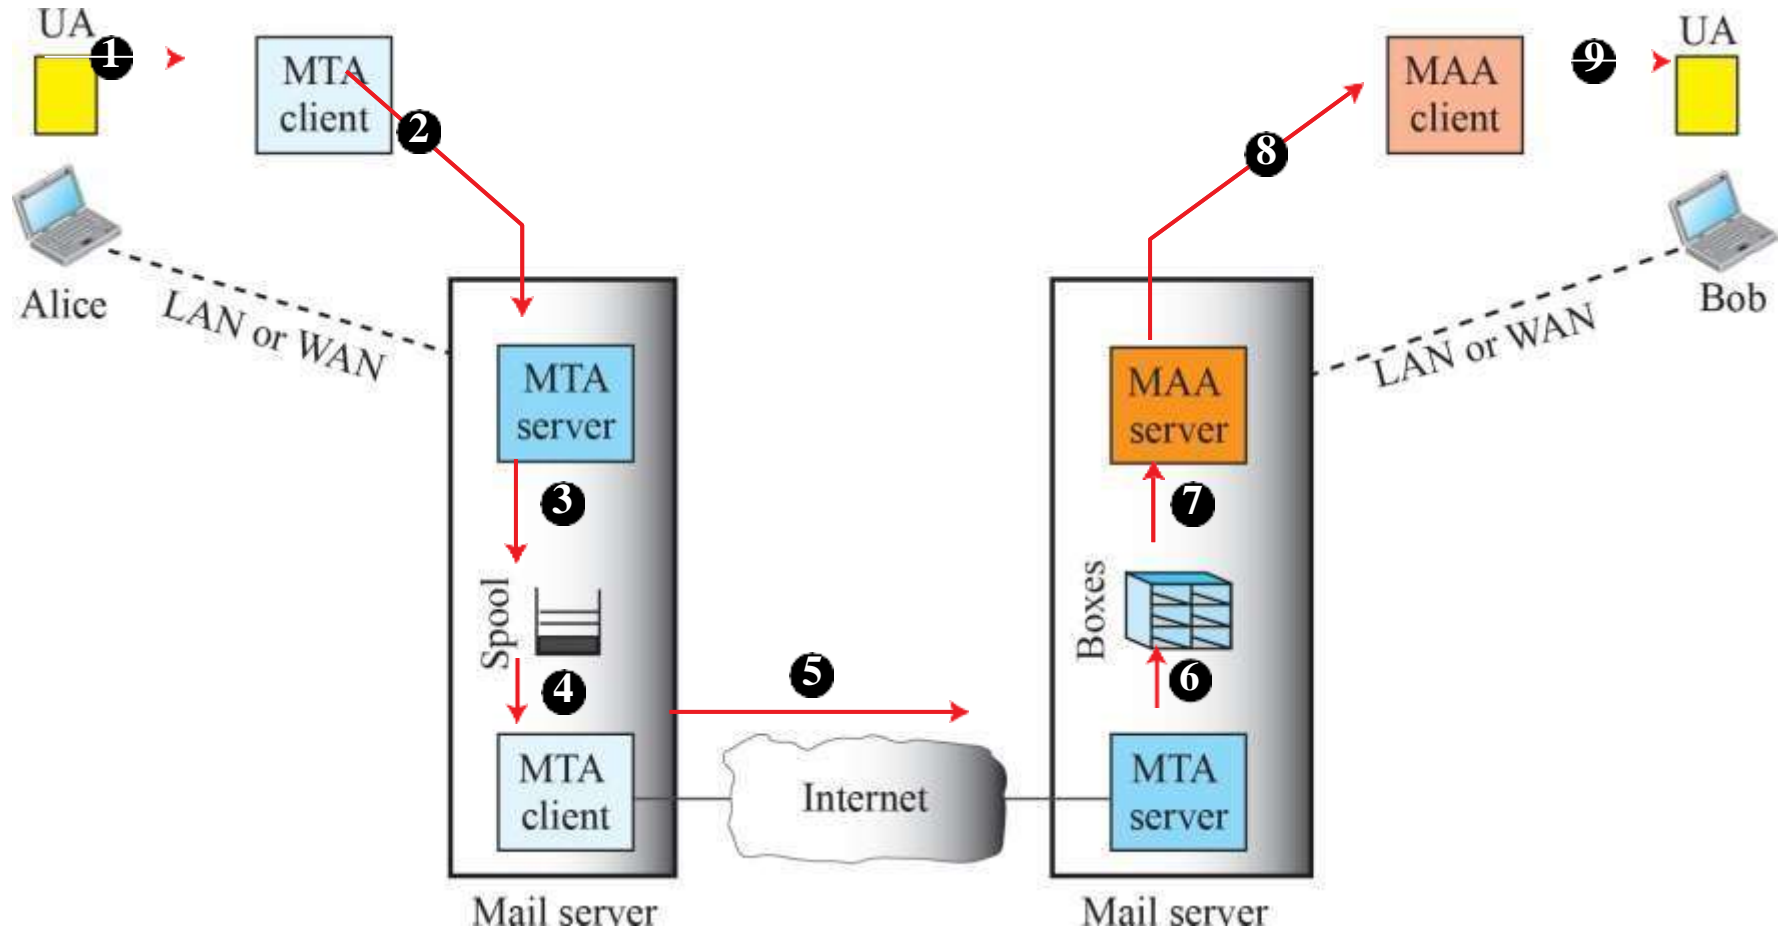 UA
1
MTA
client
2
Alice
LAN or WAN
MTA
server
3
Spool
4
MTA
client
Mail server
5
Internet
UA
9
MAA
client
8
Bob
LAN or WAN
MAA
server
7
Boxes
6
MTA
server
Mail server